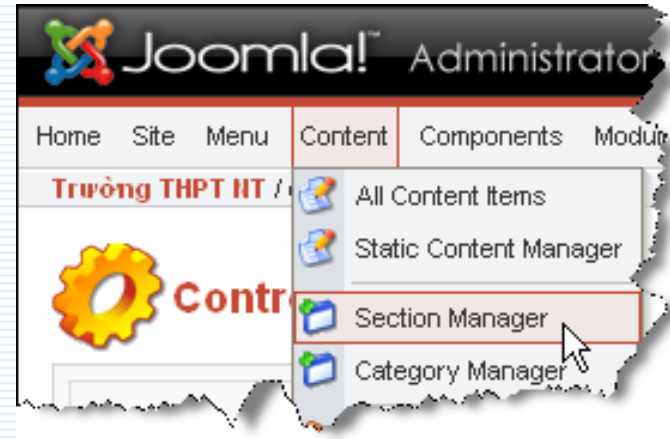 Joomla!™ Administrator
Home Site Menu Content Components Modul
Trường THPT NT /
All Content Items
Static Content Manager
Contr
Section Manager
Category Manager